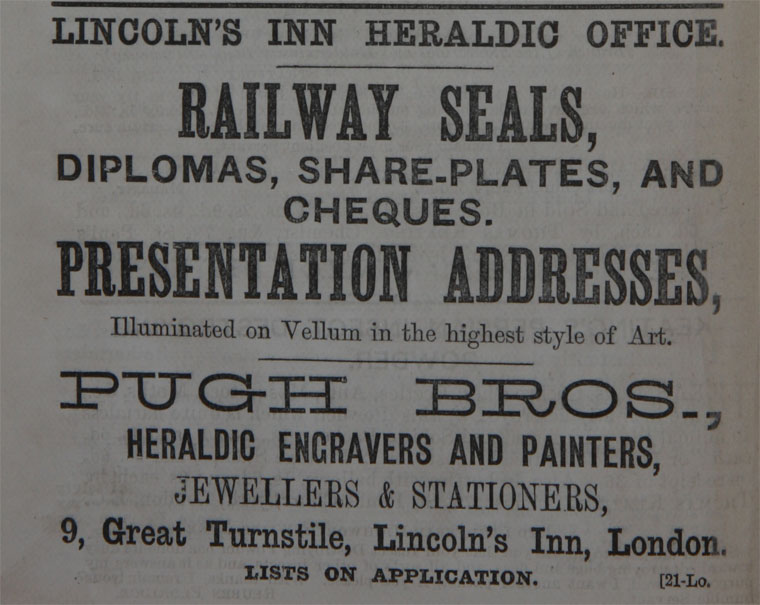 LINCOLN'S INN HERALDIC OFFICE.
RAILWAY SEALS,
DIPLOMAS, SHARE-PLATES, AND
CHEQUES.
PRESENTATION ADDRESSES,
Illuminated on Vellum in the highest style of Art.
PUGH BROS.,
HERALDIC ENGRAVERS AND PAINTERS,
JEWELLERS & STATIONERS,
9, Great Turnstile, Lincoln's Inn, London.
LISTS ON APPLICATION. [21-Lo.